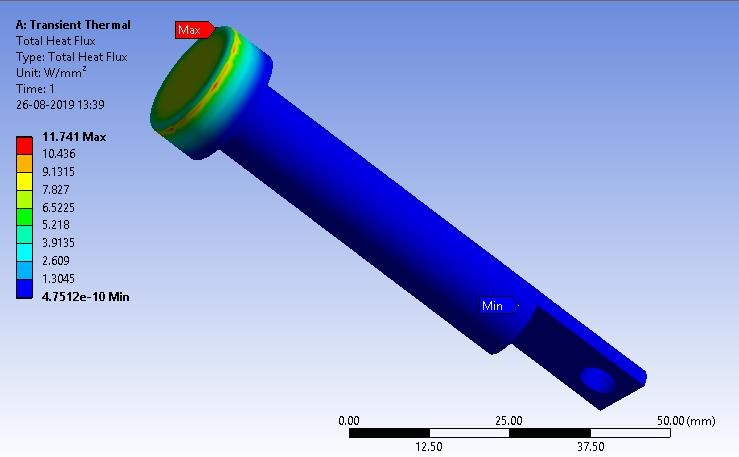 A: Transient Thermal
Total Heat Flux
Type: Total Heat Flux
Unit: W/mm²
Time: 1
26-08-2019 13:39
11.741 Max
10.436
9.1315
7.827
6.5225
5.218
3.9135
2.609
1.3045
4.7512e-10 Min
Max
Min
0.00 25.00 50.00 (mm)
12.50 37.50